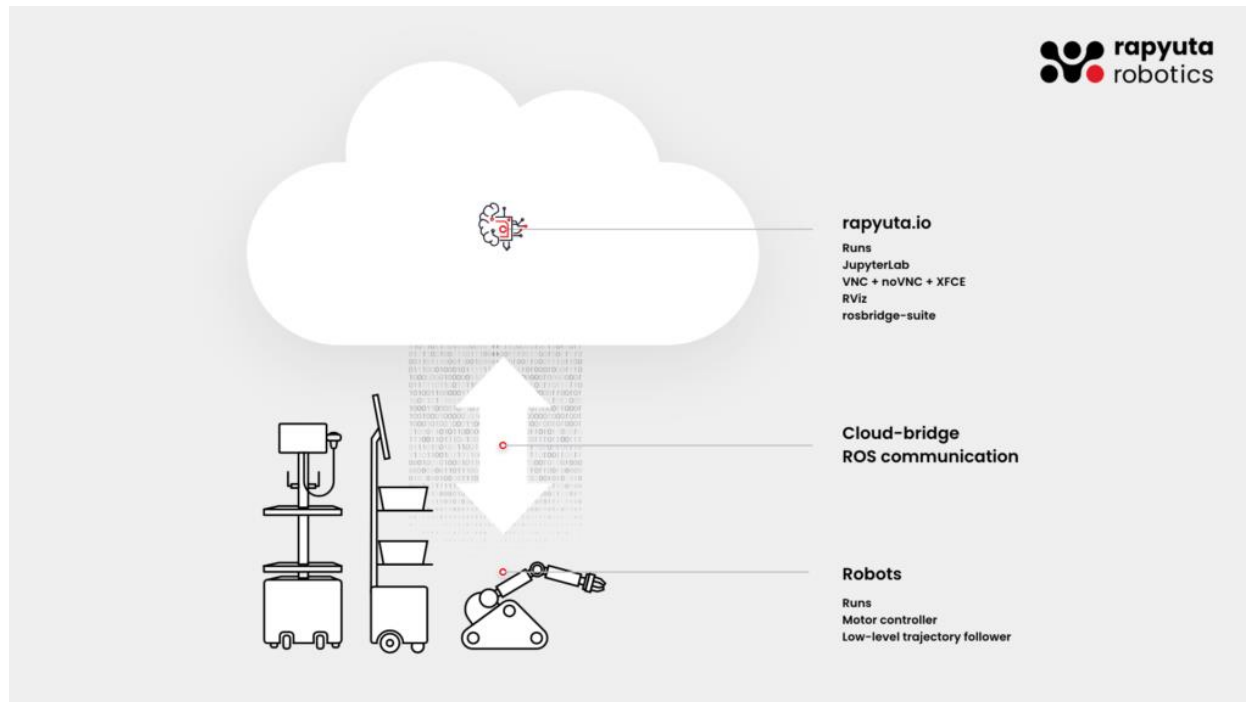 rapyuta
robotics
rapyuta.io
Runs
JupyterLab
VNC + noVNC + XFCE
RViz
rosbridge-suite
Cloud-bridge
ROS communication
Robots
Runs
Motor controller
Low-level trajectory follower